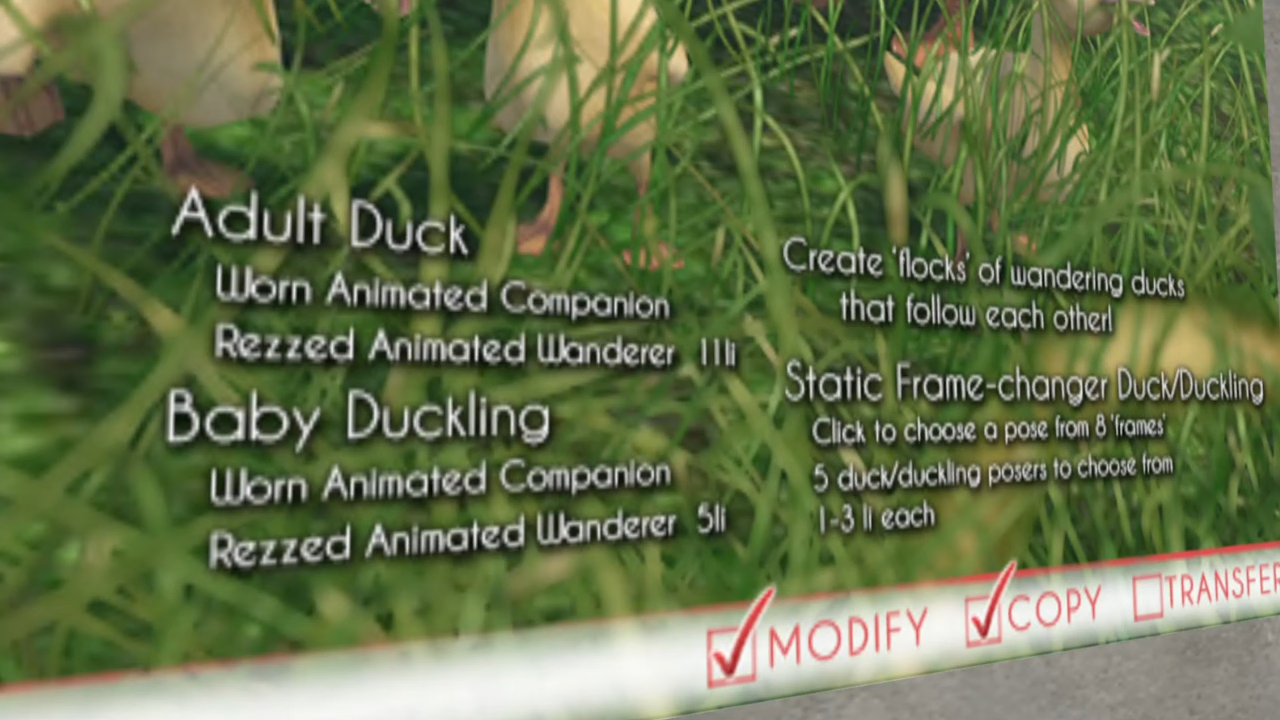 Adult Duck
Worn Animated Companion
Rezzed Animated Wanderer 11li
Baby Duckling
Worn Animated Companion
Rezzed Animated Wanderer 5li
Create 'flocks' of wandering ducks
that follow each other!
Static Frame-changer Duck/Duckling
Click to choose a pose from 8 'frames'
5 duck/duckling posers to choose from
1-3 li each
MODIFY COPY TRANSFER